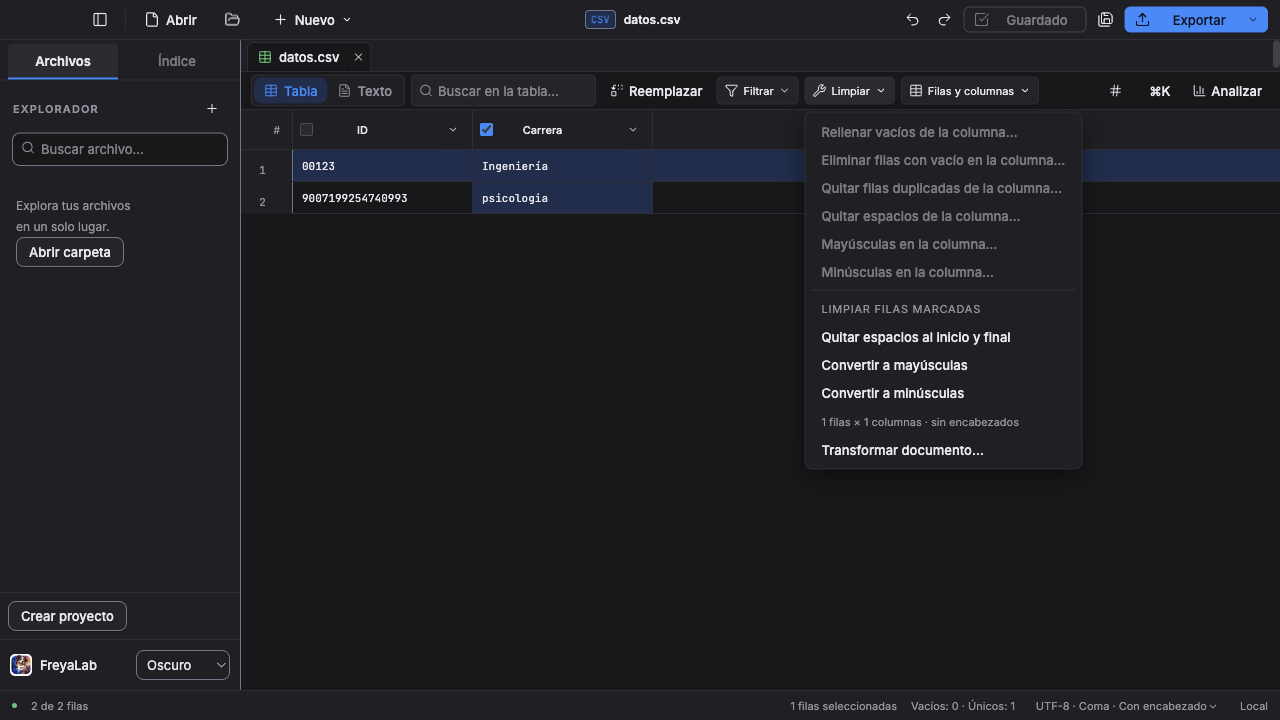 Abrir
Nuevo
CSV datos.csv
Guardado
Exportar
Archivos
Índice
datos.csv
Tabla
Texto
Buscar en la tabla...
Reemplazar
Filtrar
Limpiar
Filas y columnas
#
⌘K
Analizar
EXPLORADOR
Buscar archivo...
Explora tus archivos
en un solo lugar.
Abrir carpeta
# ID Carrera
1 00123 Ingeniería
2 9007199254740993 psicologia
Rellenar vacíos de la columna...
Eliminar filas con vacío en la columna...
Quitar filas duplicadas de la columna...
Quitar espacios de la columna...
Mayúsculas en la columna...
Minúsculas en la columna...
LIMPIAR FILAS MARCADAS
Quitar espacios al inicio y final
Convertir a mayúsculas
Convertir a minúsculas
1 filas × 1 columnas · sin encabezados
Transformar documento...
Crear proyecto
FreyaLab
Oscuro
2 de 2 filas
1 filas seleccionadas
Vacíos: 0 · Únicos: 1
UTF-8 · Coma · Con encabezado
Local